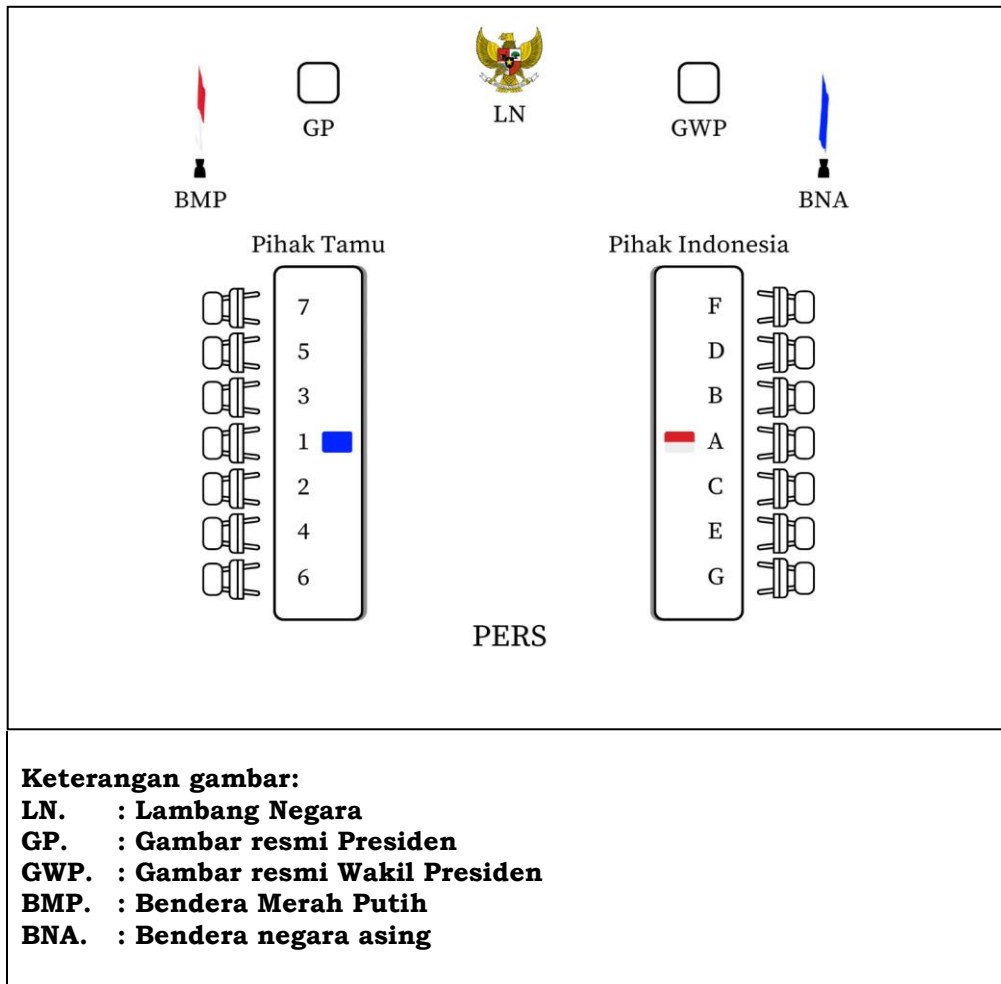 GP
LN
GWP
BMP
BNA
Pihak Tamu
Pihak Indonesia
7
5
3
1
2
4
6
F
D
B
A
C
E
G
PERS
Keterangan gambar:
LN. : Lambang Negara
GP. : Gambar resmi Presiden
GWP. : Gambar resmi Wakil Presiden
BMP. : Bendera Merah Putih
BNA. : Bendera negara asing